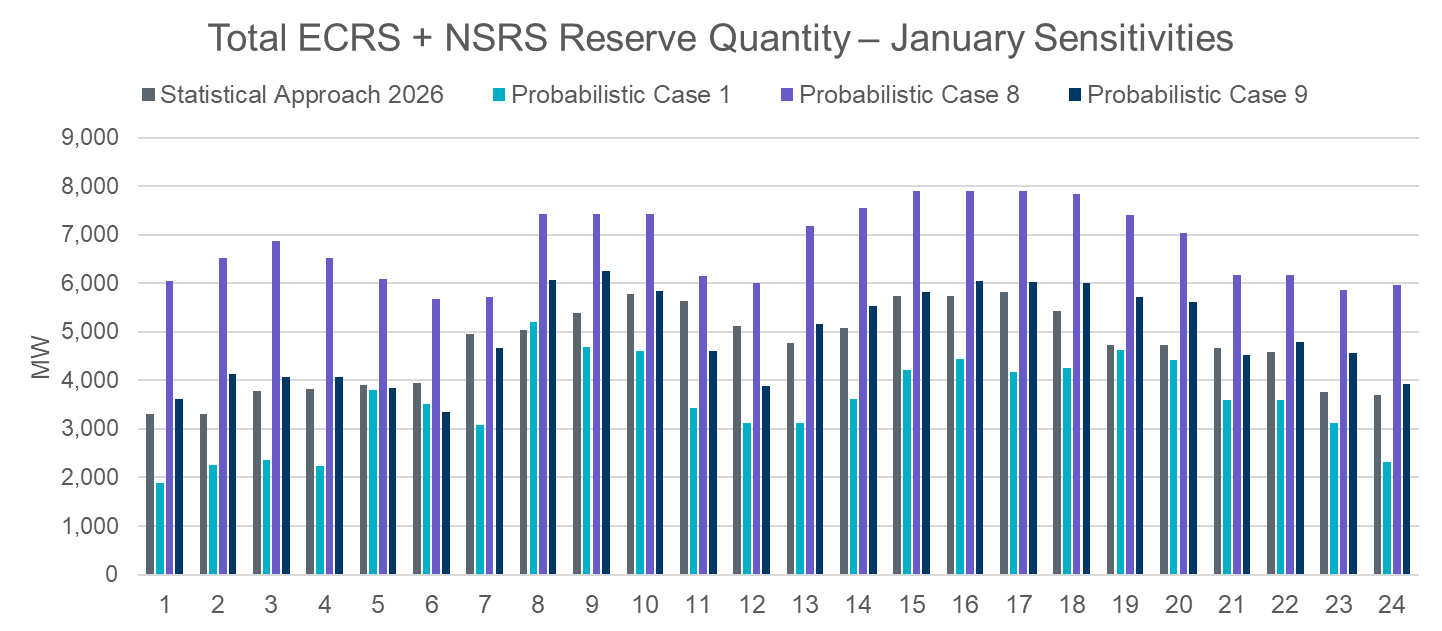 Total ECRS + NSRS Reserve Quantity – January Sensitivities
Statistical Approach 2026 Probabilistic Case 1 Probabilistic Case 8 Probabilistic Case 9
9,000
8,000
7,000
6,000
5,000
4,000
3,000
2,000
1,000
0
MW
1 2 3 4 5 6 7 8 9 10 11 12 13 14 15 16 17 18 19 20 21 22 23 24